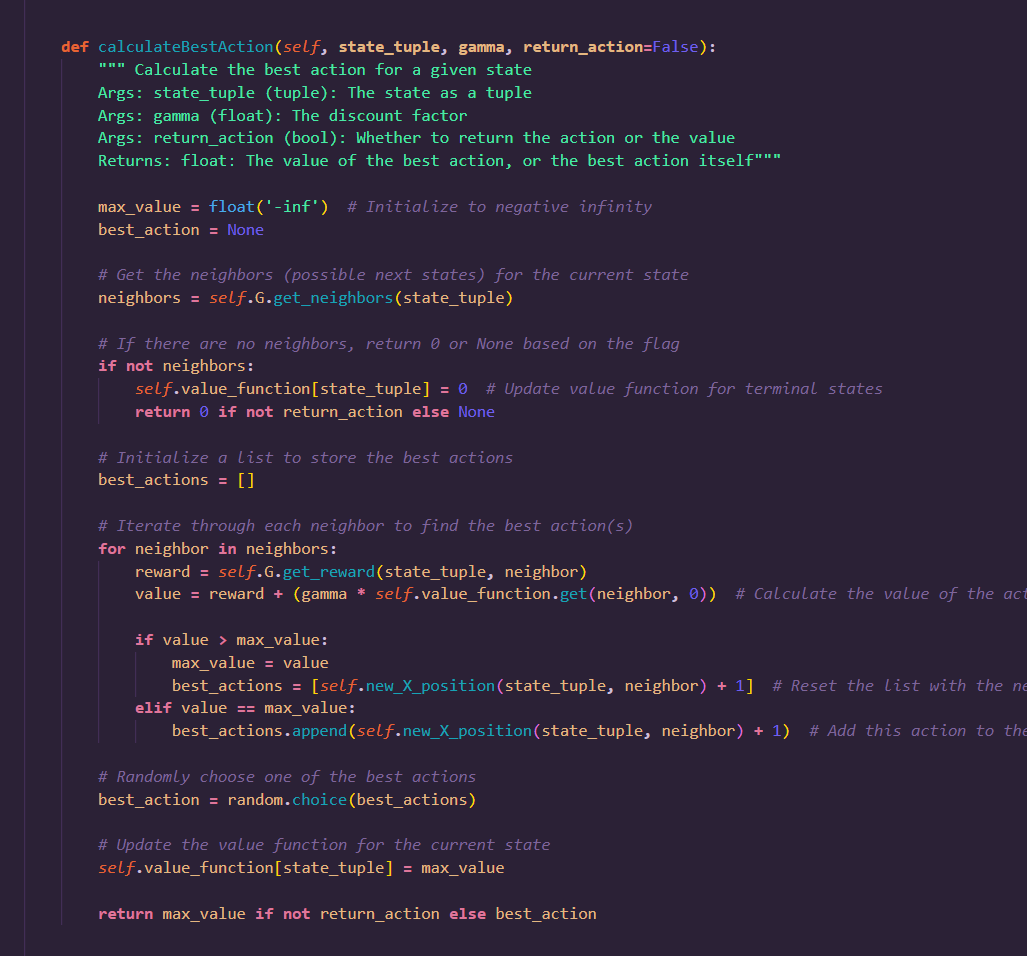 def calculateBestAction(self, state_tuple, gamma, return_action=False):
""" Calculate the best action for a given state
Args: state_tuple (tuple): The state as a tuple
Args: gamma (float): The discount factor
Args: return_action (bool): Whether to return the action or the value
Returns: float: The value of the best action, or the best action itself"""
max_value = float('-inf')  # Initialize to negative infinity
best_action = None
# Get the neighbors (possible next states) for the current state
neighbors = self.G.get_neighbors(state_tuple)
# If there are no neighbors, return 0 or None based on the flag
if not neighbors:
self.value_function[state_tuple] = 0  # Update value function for terminal states
return 0 if not return_action else None
# Initialize a list to store the best actions
best_actions = []
# Iterate through each neighbor to find the best action(s)
for neighbor in neighbors:
reward = self.G.get_reward(state_tuple, neighbor)
value = reward + (gamma * self.value_function.get(neighbor, 0))  # Calculate the value of the
if value > max_value:
max_value = value
best_actions = [self.new_X_position(state_tuple, neighbor) + 1]  # Reset the list with the
elif value == max_value:
best_actions.append(self.new_X_position(state_tuple, neighbor) + 1)  # Add this action to
# Randomly choose one of the best actions
best_action = random.choice(best_actions)
# Update the value function for the current state
self.value_function[state_tuple] = max_value
return max_value if not return_action else best_action